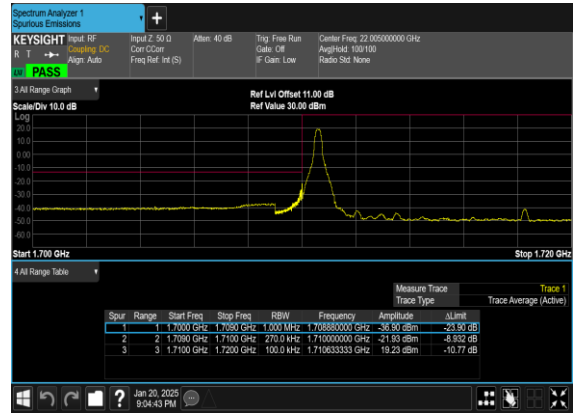 Spectrum Analyzer 1
Spurious Emissions
+
KEYSIGHT Input: RF Input Z: 50 Ω Atten: 40 dB Trig: Free Run Center Freq: 22.005000000 GHz
R T Coupling: DC Corr CCorr Gate: Off Avg|Hold: 100/100
Align: Auto Freq Ref: Int (S) IF Gain: Low Radio Std: None
LW PASS
3 All Range Graph
Ref Lvl Offset 11.00 dB
Scale/Div 10.0 dB Ref Value 30.00 dBm
Log
20.0
10.0
0.00
-10.0
-20.0
-30.0
-40.0
-50.0
-60.0
Start 1.700 GHz Stop 1.720 GHz
4 All Range Table
Measure Trace Trace 1
Trace Type Trace Average (Active)
Spur Range Start Freq Stop Freq RBW Frequency Amplitude ΔLimit
1 1 1.7000 GHz 1.7090 GHz 1.000 MHz 1.708880000 GHz -36.90 dBm -23.90 dB
2 2 1.7090 GHz 1.7100 GHz 270.0 kHz 1.710000000 GHz -21.93 dBm -8.932 dB
3 3 1.7100 GHz 1.7200 GHz 100.0 kHz 1.710633333 GHz 19.23 dBm -10.77 dB
? Jan 20, 2025
9:04:43 PM